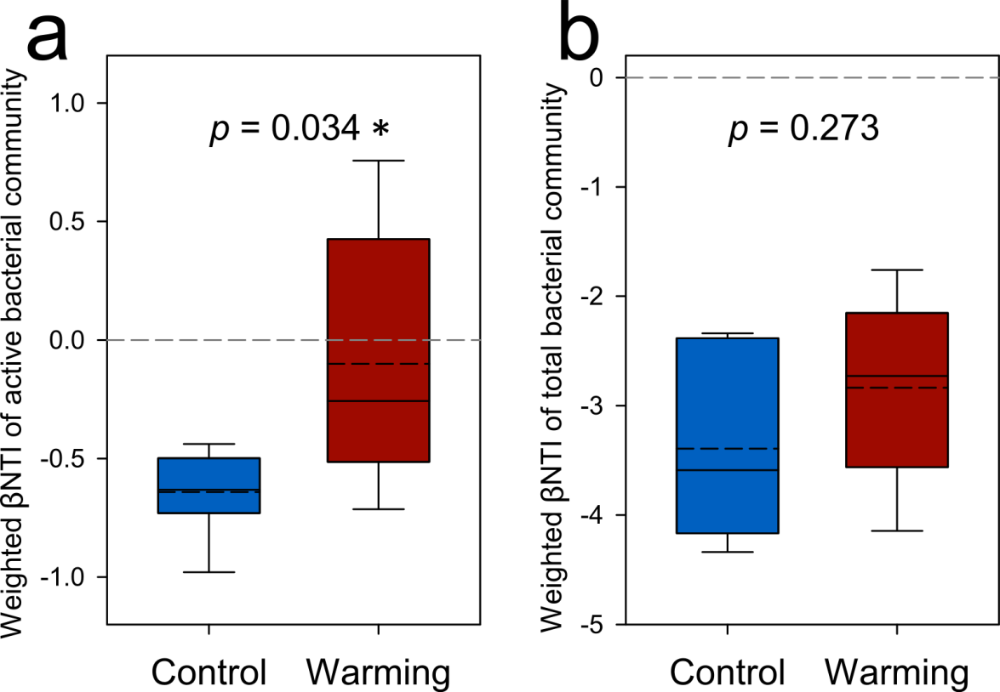 a
Weighted βNTI of active bacterial community
1.0
0.5
0.0
-0.5
-1.0
p = 0.034 *
Control
Warming
b
Weighted βNTI of total bacterial community
0
-1
-2
-3
-4
-5
p = 0.273
Control
Warming